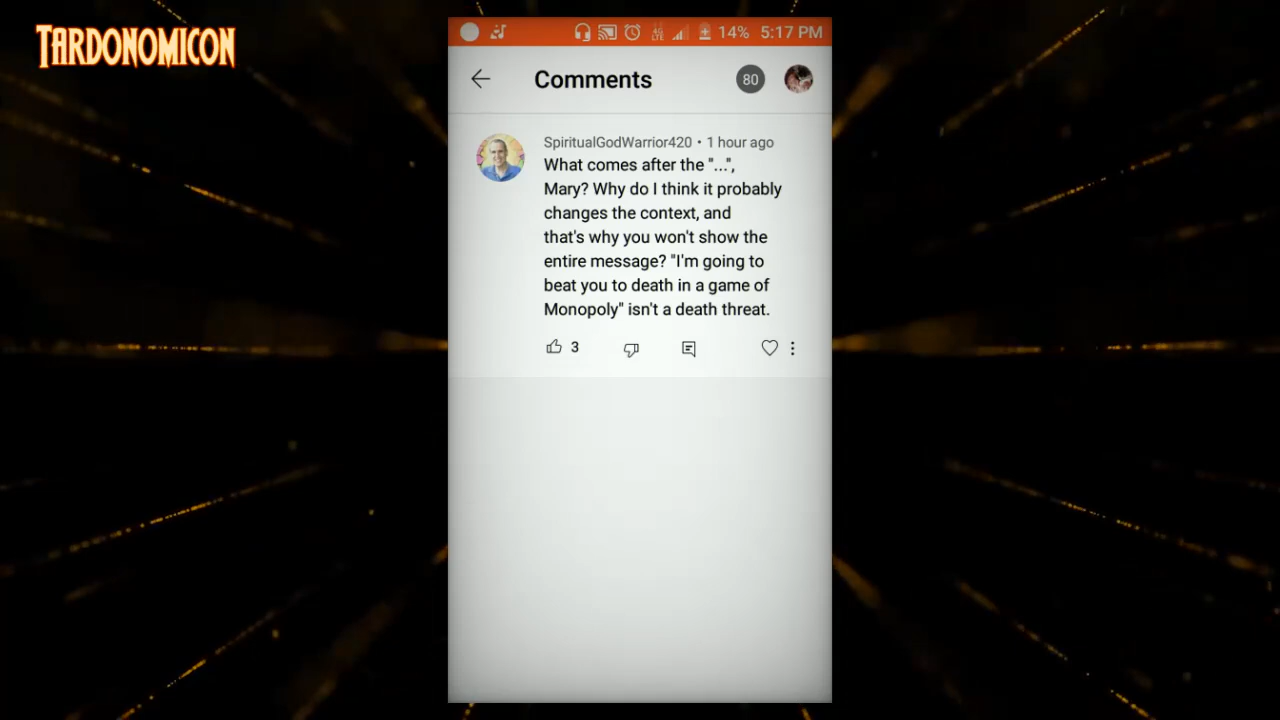 TARDONOMICON
14% 5:17 PM
Comments
80
SpiritualGodWarrior420 • 1 hour ago
What comes after the "...",
Mary? Why do I think it probably
changes the context, and
that's why you won't show the
entire message? "I'm going to
beat you to death in a game of
Monopoly" isn't a death threat.
3